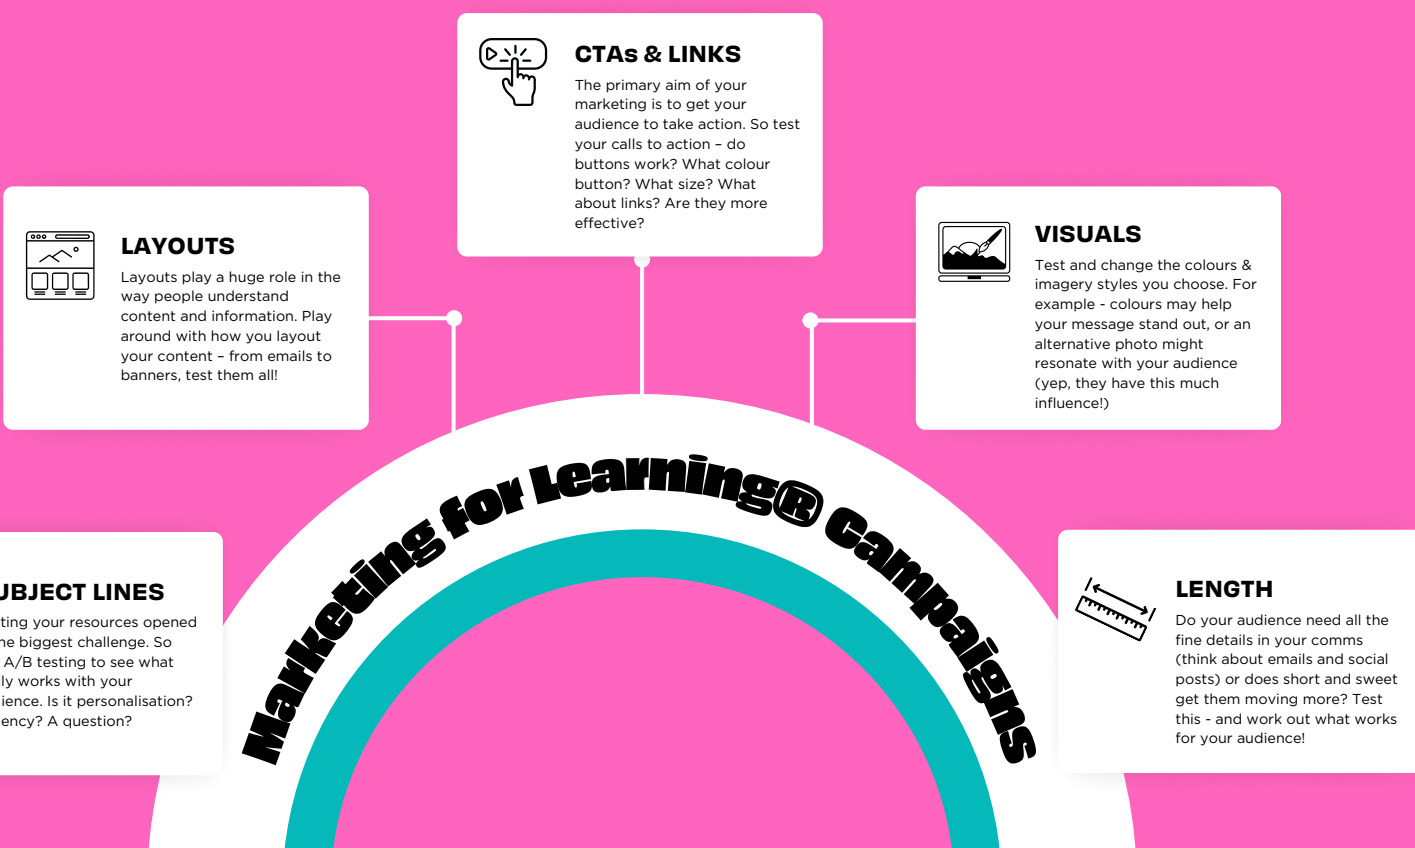 CTAs & LINKS
The primary aim of your
marketing is to get your
audience to take action. So test
your calls to action – do
buttons work? What colour
button? What size? What
about links? Are they more
effective?
LAYOUTS
Layouts play a huge role in the
way people understand
content and information. Play
around with how you layout
your content – from emails to
banners, test them all!
VISUALS
Test and change the colours &
imagery styles you choose. For
example - colours may help
your message stand out, or an
alternative photo might
resonate with your audience
(yep, they have this much
influence!)
Marketing for Learning® Campaigns
UBJECT LINES
ting your resources opened
ne biggest challenge. So
A/B testing to see what
lly works with your
ience. Is it personalisation?
ency? A question?
LENGTH
Do your audience need all the
fine details in your comms
(think about emails and social
posts) or does short and sweet
get them moving more? Test
this - and work out what works
for your audience!